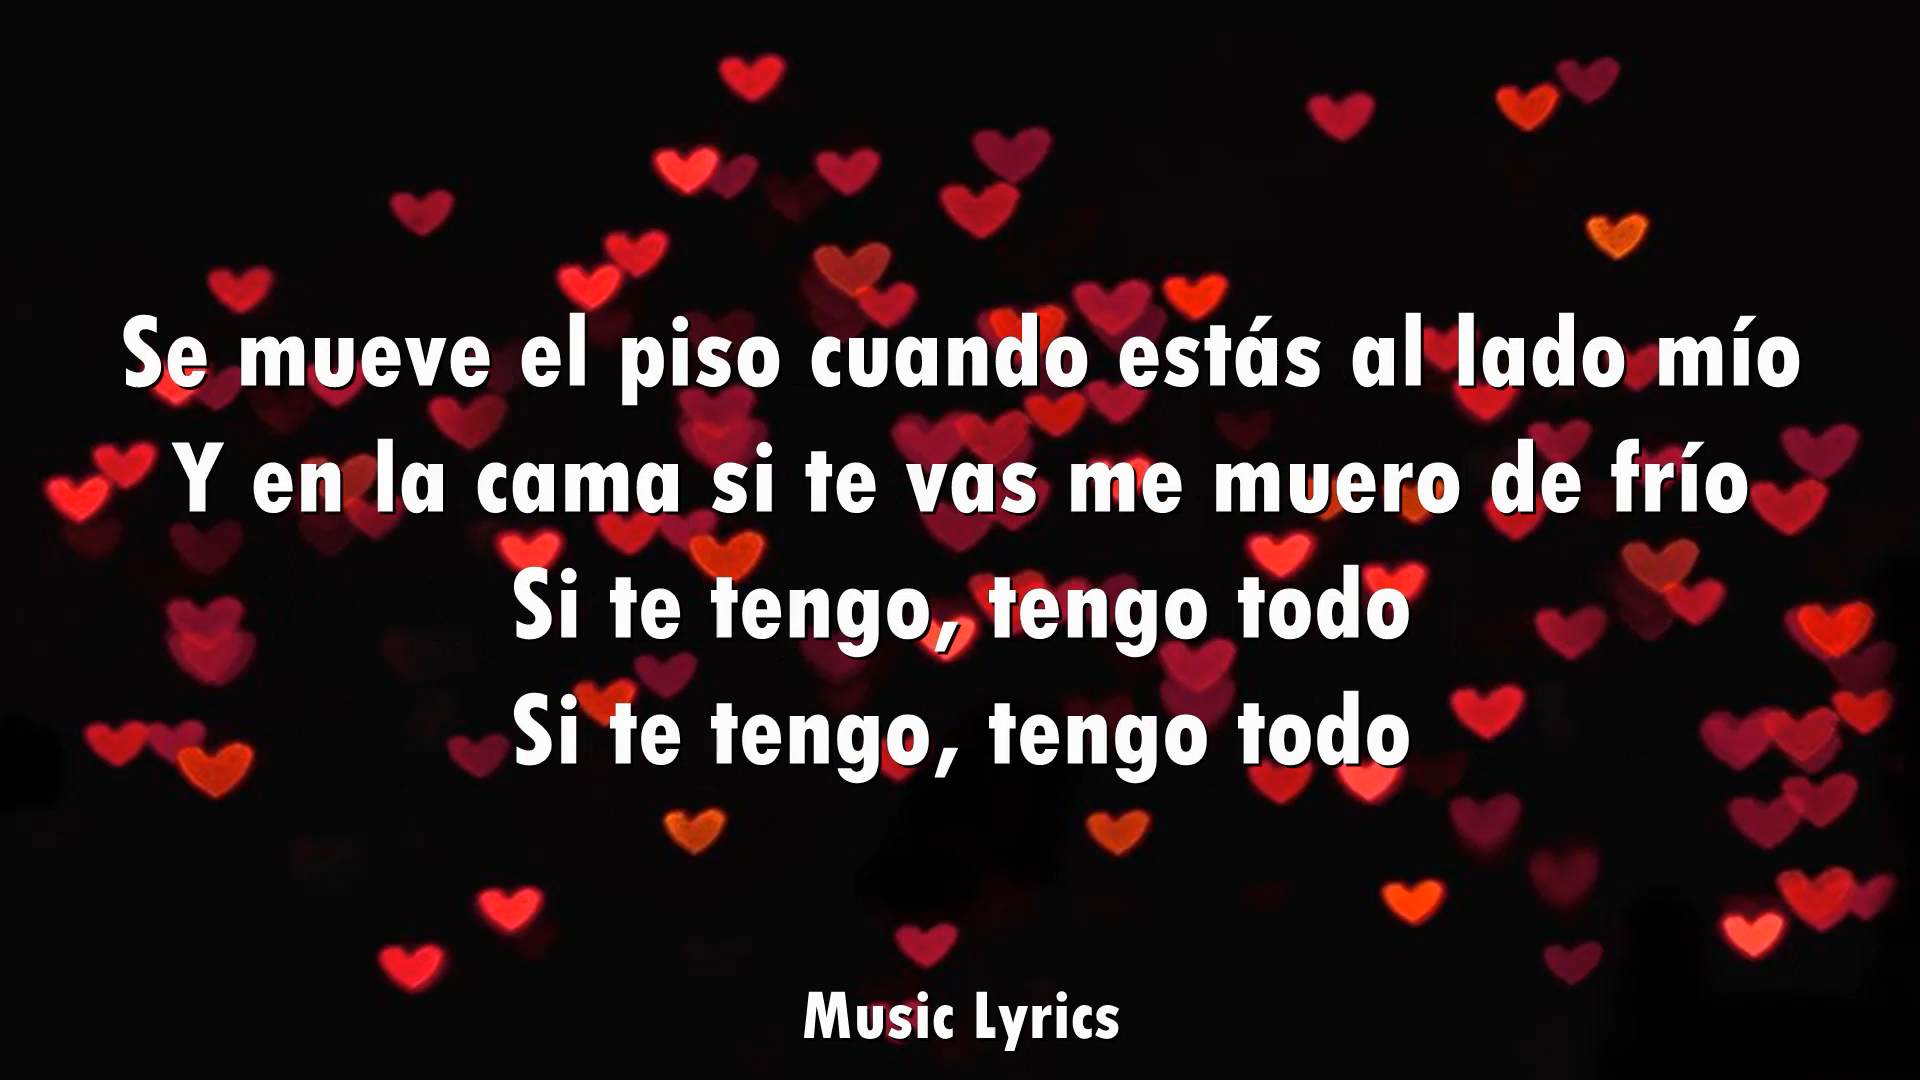 Se mueve el piso cuando estás al lado mío
Y en la cama si te vas me muero de frío
Si te tengo, tengo todo
Si te tengo, tengo todo
Music Lyrics